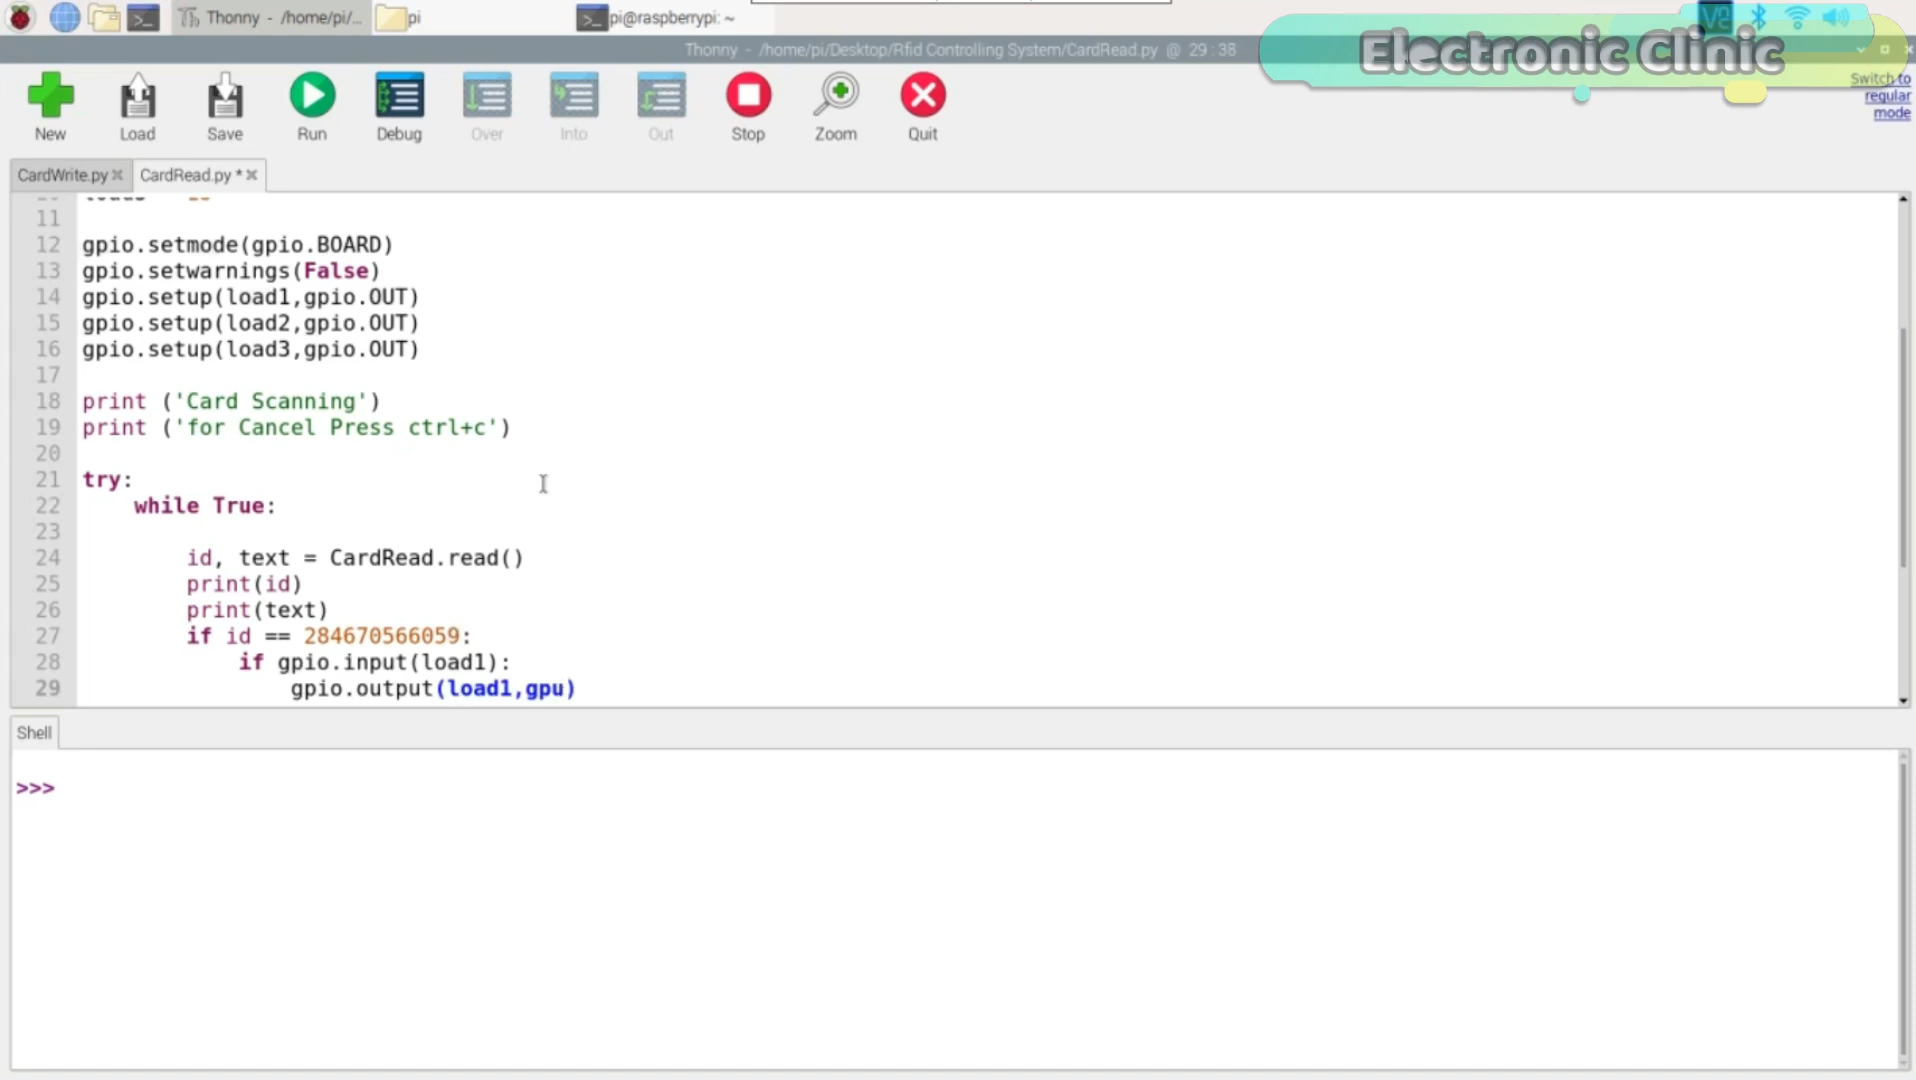 Thonny - /home/pi/...
pi
pi@raspberrypi: ~
V2
Thonny - /home/pi/Desktop/Rfid Controlling System/CardRead.py @ 29 : 38
Electronic Clinic
Switch to
regular
mode
New
Load
Save
Run
Debug
Over
Into
Out
Stop
Zoom
Quit
CardWrite.py
CardRead.py *
11
12 gpio.setmode(gpio.BOARD)
13 gpio.setwarnings(False)
14 gpio.setup(load1,gpio.OUT)
15 gpio.setup(load2,gpio.OUT)
16 gpio.setup(load3,gpio.OUT)
17
18 print ('Card Scanning')
19 print ('for Cancel Press ctrl+c')
20
21 try:
22 while True:
23
24 id, text = CardRead.read()
25 print(id)
26 print(text)
27 if id == 284670566059:
28 if gpio.input(load1):
29 gpio.output(load1,gpu)
Shell
>>>